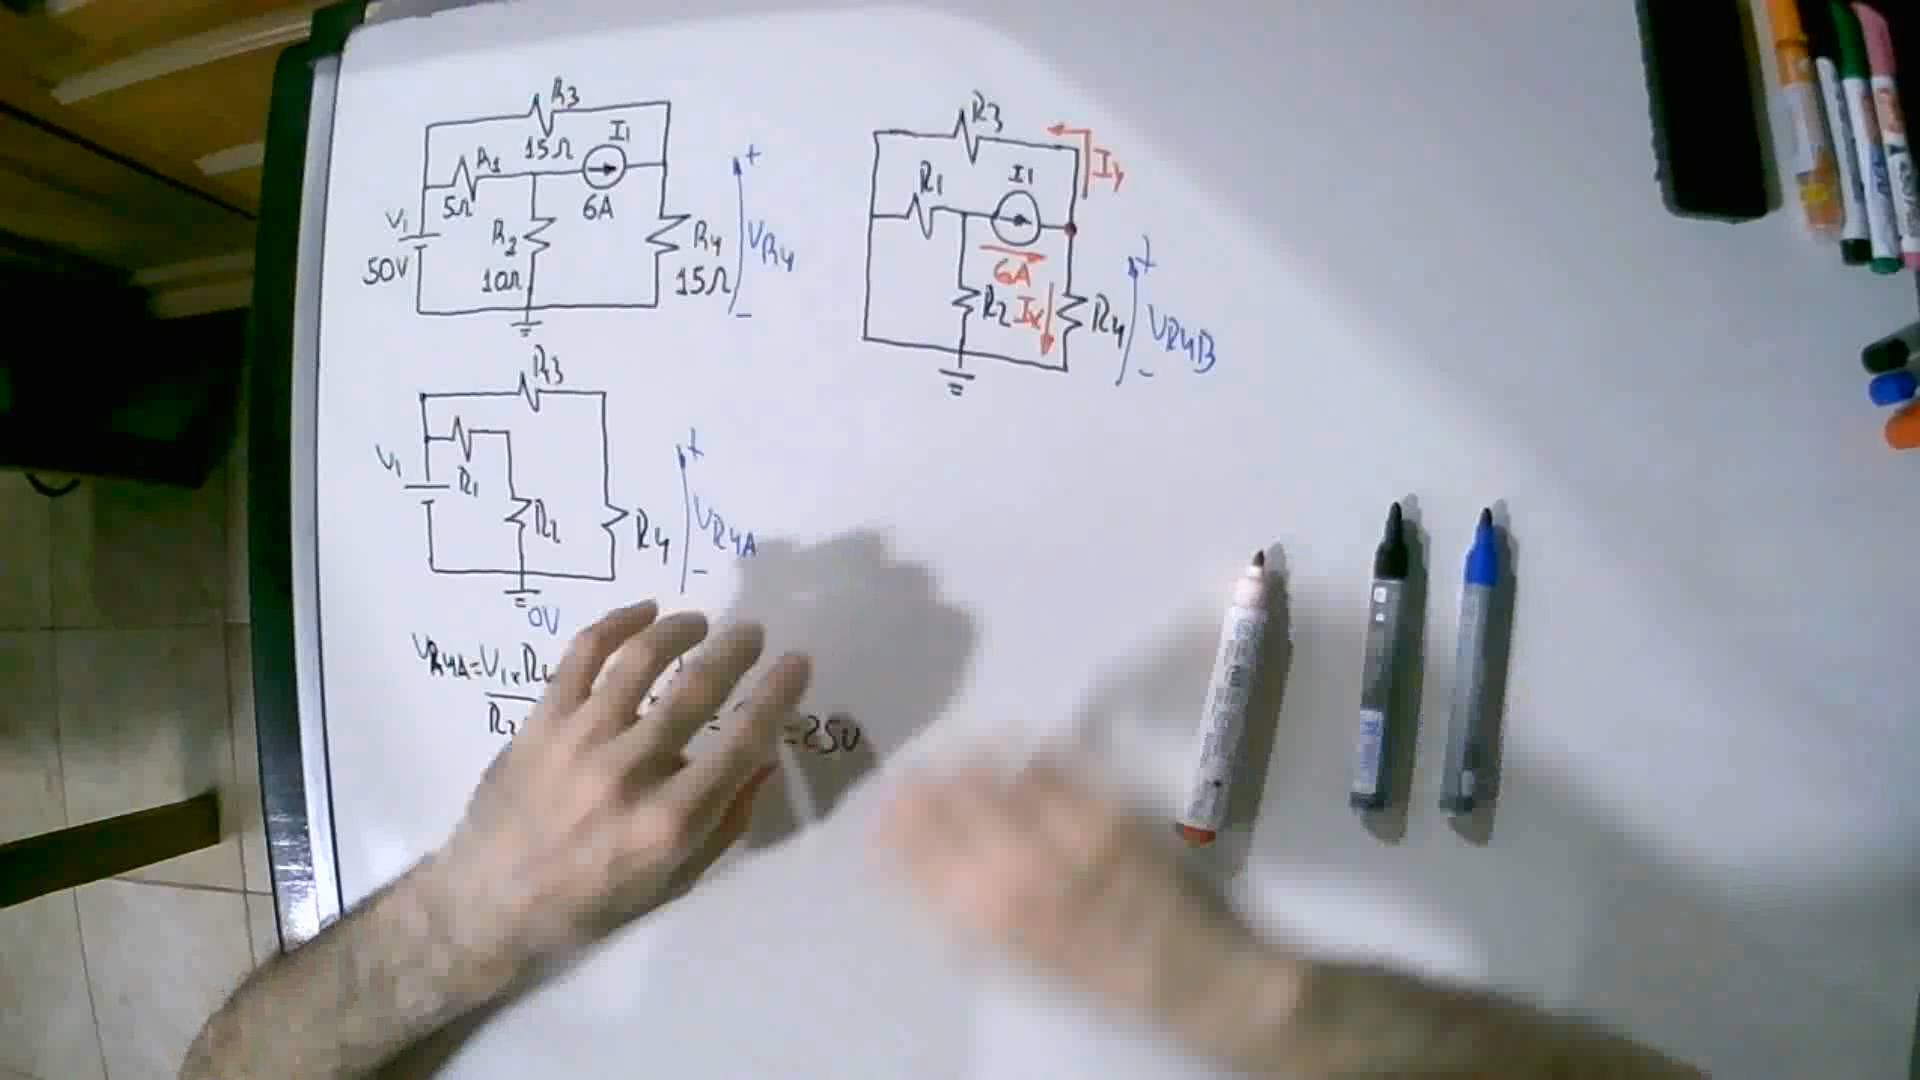 R3
15Ω
I1
R1
5Ω
6A
V1
50V
R2
10Ω
R4
15Ω
+
VR4
-
R3
R1
I1
Iy
6A
R2
Ix
R4
+
VR4B
-
R3
V1
R1
R2
R4
+
VR4A
-
0V
VR4A=V1x
=
=25V